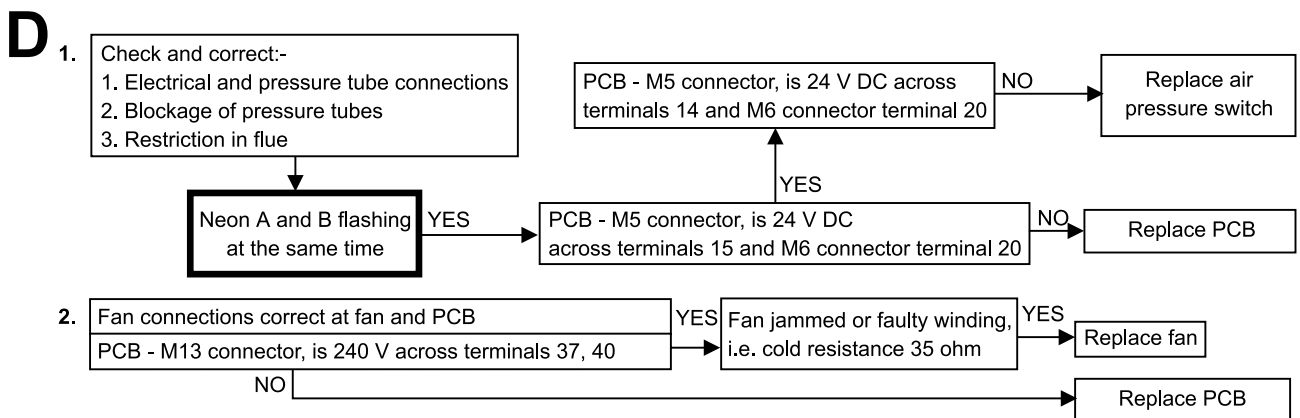 D
1.
Check and correct:-
1. Electrical and pressure tube connections
2. Blockage of pressure tubes
3. Restriction in flue
PCB - M5 connector, is 24 V DC across
terminals 14 and M6 connector terminal 20
NO
Replace air
pressure switch
YES
Neon A and B flashing
at the same time
YES
PCB - M5 connector, is 24 V DC
across terminals 15 and M6 connector terminal 20
NO
Replace PCB
2.
Fan connections correct at fan and PCB
PCB - M13 connector, is 240 V across terminals 37, 40
YES
Fan jammed or faulty winding,
i.e. cold resistance 35 ohm
YES
Replace fan
NO
Replace PCB